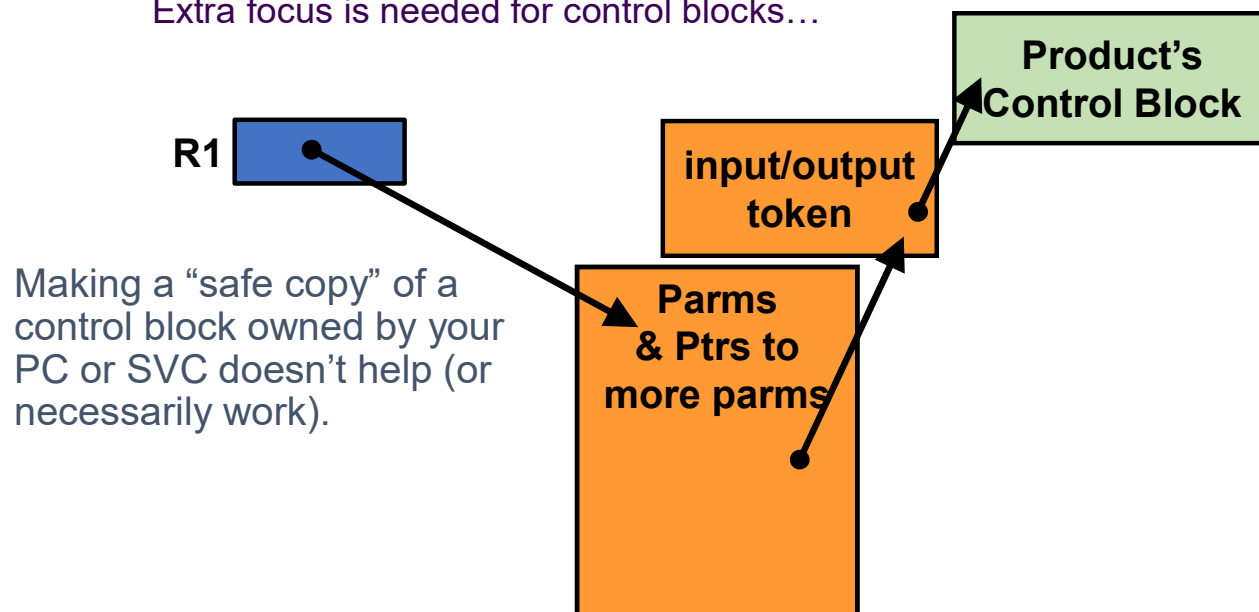 Extra focus is needed for control blocks…
Product’s
Control Block
R1
input/output
token
Making a “safe copy” of a
control block owned by your
PC or SVC doesn’t help (or
necessarily work).
Parms
& Ptrs to
more parms